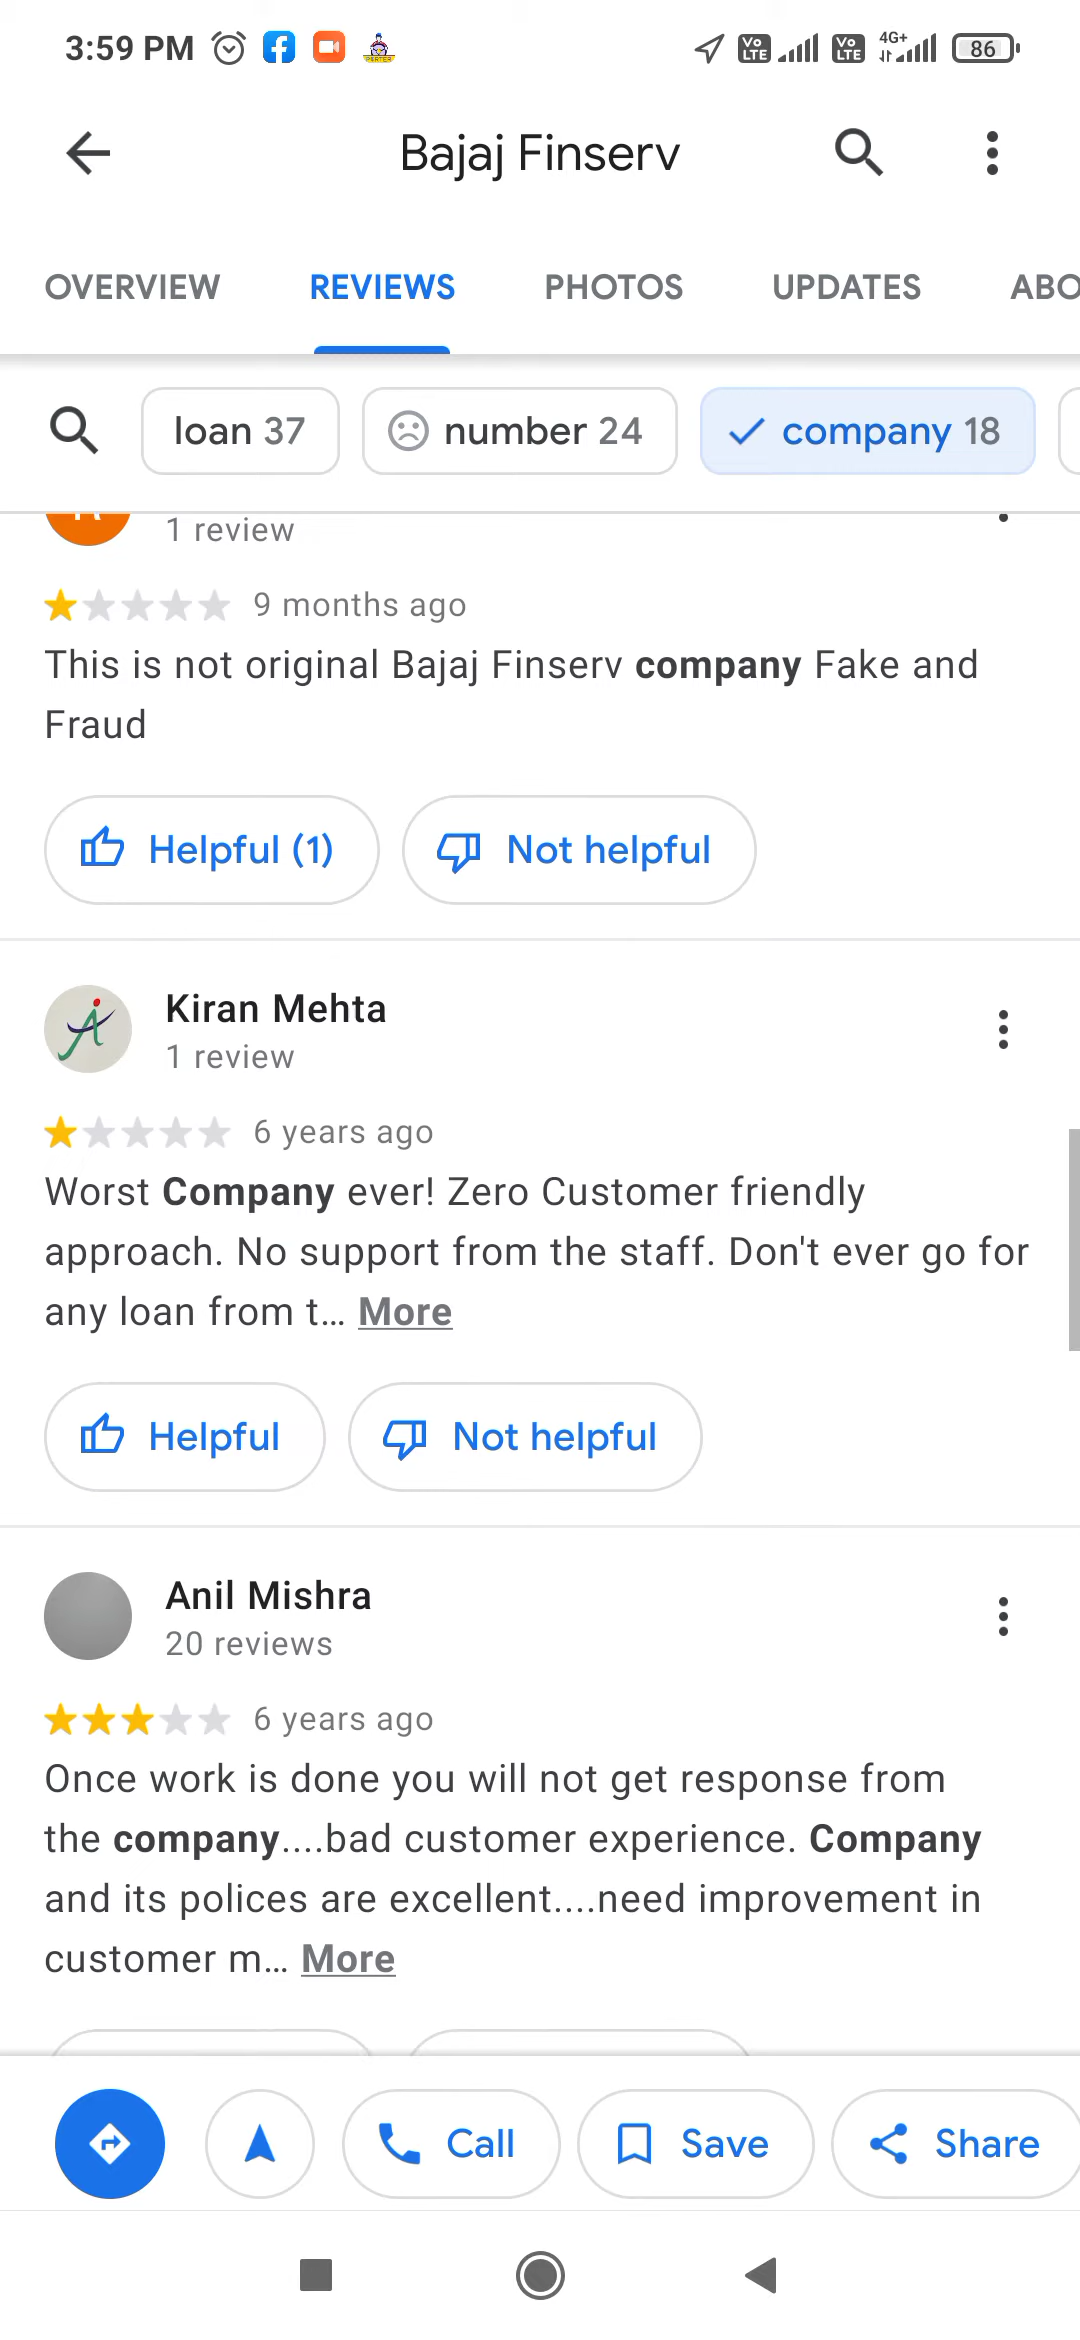 3:59 PM
Vo LTE
Vo LTE
4G+
86
Bajaj Finserv
OVERVIEW REVIEWS PHOTOS UPDATES ABO
loan 37
number 24
company 18
1 review
9 months ago
This is not original Bajaj Finserv company Fake and
Fraud
Helpful (1)
Not helpful
Kiran Mehta
1 review
6 years ago
Worst Company ever! Zero Customer friendly
approach. No support from the staff. Don't ever go for
any loan from t... More
Helpful
Not helpful
Anil Mishra
20 reviews
6 years ago
Once work is done you will not get response from
the company....bad customer experience. Company
and its polices are excellent....need improvement in
customer m... More
Call
Save
Share